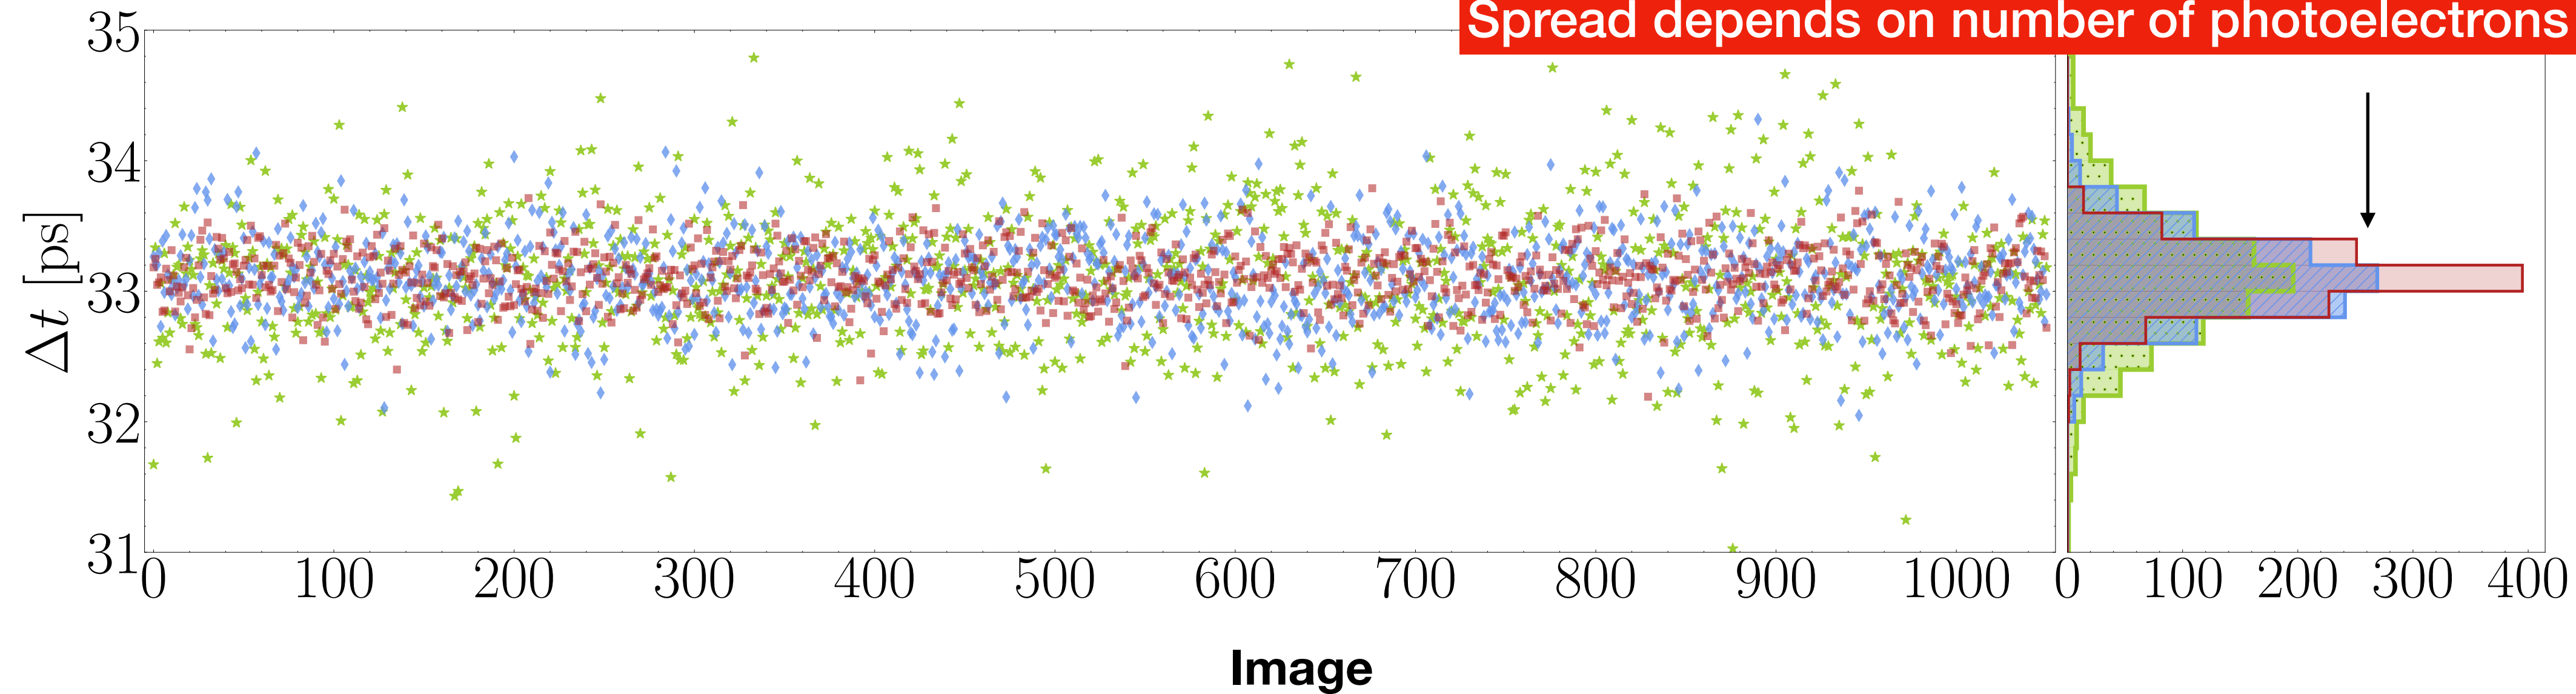 Spread depends on number of photoelectrons
35
34
33
32
31
Δt [ps]
0 100 200 300 400 500 600 700 800 900 1000 0 100 200 300 400
Image